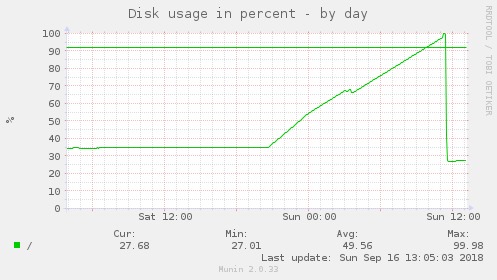 Disk usage in percent - by day
RRDTOOL / TOBI OETIKER
100
90
80
70
60
50
40
30
20
10
0
%
Sat 12:00 Sun 00:00 Sun 12:00
Cur: Min: Avg: Max:
/ 27.68 27.01 49.56 99.98
Last update: Sun Sep 16 13:05:03 2018
Munin 2.0.33